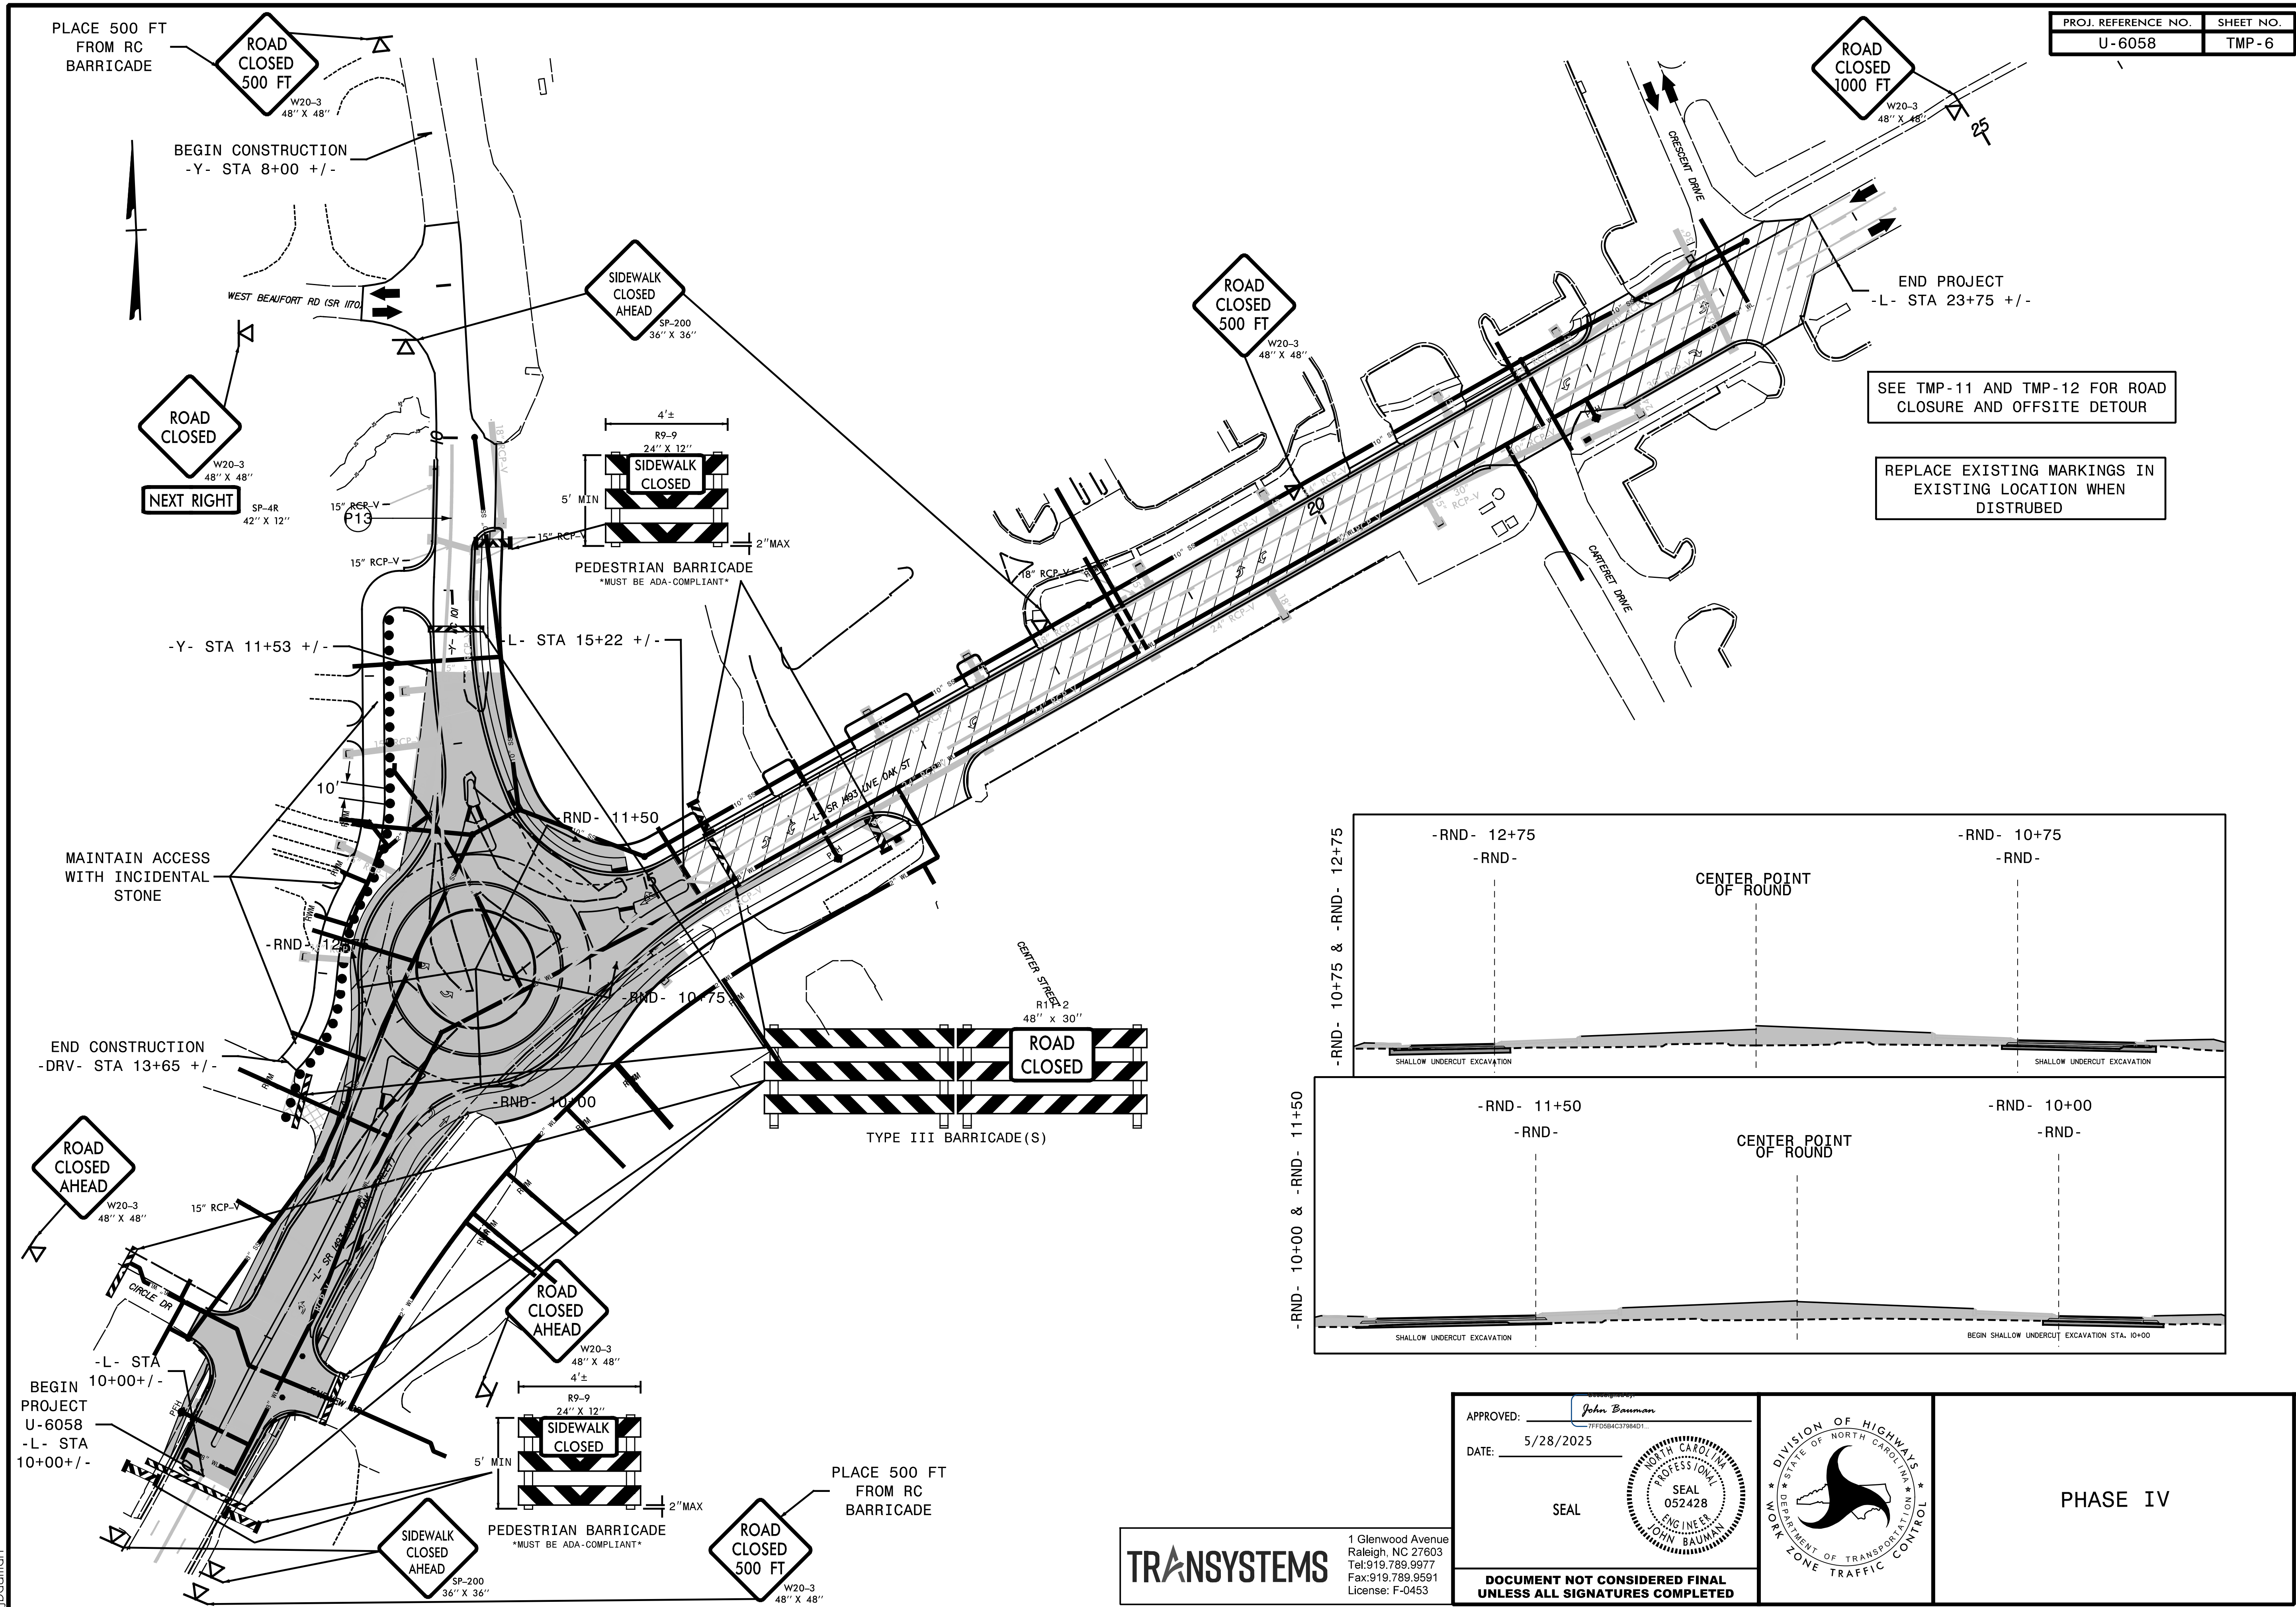 PROJ. REFERENCE NO.
SHEET NO.
U-6058
TMP-6
PLACE 500 FT
FROM RC
BARRICADE
ROAD
CLOSED
500 FT
W20-3
48'' X 48''
BEGIN CONSTRUCTION
-Y- STA 8+00 +/-
WEST BEAUFORT RD (SR 1170)
ROAD
CLOSED
W20-3
48'' X 48''
NEXT RIGHT
SP-4R
42'' X 12''
SIDEWALK
CLOSED
AHEAD
SP-200
36'' X 36''
ROAD
CLOSED
500 FT
W20-3
48'' X 48''
ROAD
CLOSED
1000 FT
W20-3
48'' X 48''
25
CRESCENT DRIVE
END PROJECT
-L- STA 23+75 +/-
SEE TMP-11 AND TMP-12 FOR ROAD
CLOSURE AND OFFSITE DETOUR
REPLACE EXISTING MARKINGS IN
EXISTING LOCATION WHEN
DISTRUBED
CARTERET DRIVE
20
10
15" RCP-V
P13
15" RCP-V
15" RCP-V
18" RCP-V
4'±
R9-9
24'' X 12''
SIDEWALK
CLOSED
5' MIN
2"MAX
PEDESTRIAN BARRICADE
*MUST BE ADA-COMPLIANT*
-Y- STA 11+53 +/-
-L- STA 15+22 +/-
10'
-L- SR 1493 LIVE OAK ST
-RND- 11+50
15
MAINTAIN ACCESS
WITH INCIDENTAL
STONE
-RND- 12+75
-RND- 10+75
CENTER STREET
END CONSTRUCTION
-DRV- STA 13+65 +/-
-RND- 10+00
R11-2
48'' x 30''
ROAD
CLOSED
TYPE III BARRICADE(S)
ROAD
CLOSED
AHEAD
W20-3
48'' X 48''
15" RCP-V
CIRCLE DR
ROAD
CLOSED
AHEAD
W20-3
48'' X 48''
-L- STA
10+00+/-
BEGIN
PROJECT
U-6058
-L- STA
10+00+/-
4'±
R9-9
24'' X 12''
SIDEWALK
CLOSED
5' MIN
2"MAX
PEDESTRIAN BARRICADE
*MUST BE ADA-COMPLIANT*
SIDEWALK
CLOSED
AHEAD
SP-200
36'' X 36''
ROAD
CLOSED
500 FT
W20-3
48'' X 48''
PLACE 500 FT
FROM RC
BARRICADE
-RND- 10+75 & -RND- 12+75
-RND- 12+75
-RND-
CENTER POINT
OF ROUND
-RND- 10+75
-RND-
SHALLOW UNDERCUT EXCAVATION
SHALLOW UNDERCUT EXCAVATION
-RND- 10+00 & -RND- 11+50
-RND- 11+50
-RND-
CENTER POINT
OF ROUND
-RND- 10+00
-RND-
SHALLOW UNDERCUT EXCAVATION
BEGIN SHALLOW UNDERCUT EXCAVATION STA. 10+00
TRANSYSTEMS
1 Glenwood Avenue
Raleigh, NC 27603
Tel:919.789.9977
Fax:919.789.9591
License: F-0453
APPROVED:
John Bauman
7FFD5B4C37984D1...
DATE:
5/28/2025
SEAL
NORTH CAROLINA
PROFESSIONAL
SEAL
052428
ENGINEER
JOHN BAUMAN
DOCUMENT NOT CONSIDERED FINAL
UNLESS ALL SIGNATURES COMPLETED
DIVISION OF HIGHWAYS
STATE OF NORTH CAROLINA
DEPARTMENT OF TRANSPORTATION
WORK ZONE TRAFFIC CONTROL
PHASE IV